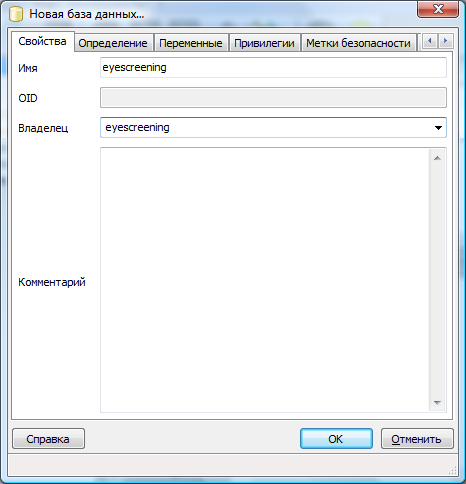 Новая база данных...
Свойства Определение Переменные Привилегии Метки безопасности
Имя eyescreening
OID
Владелец eyescreening
Комментарий
Справка OK Отменить